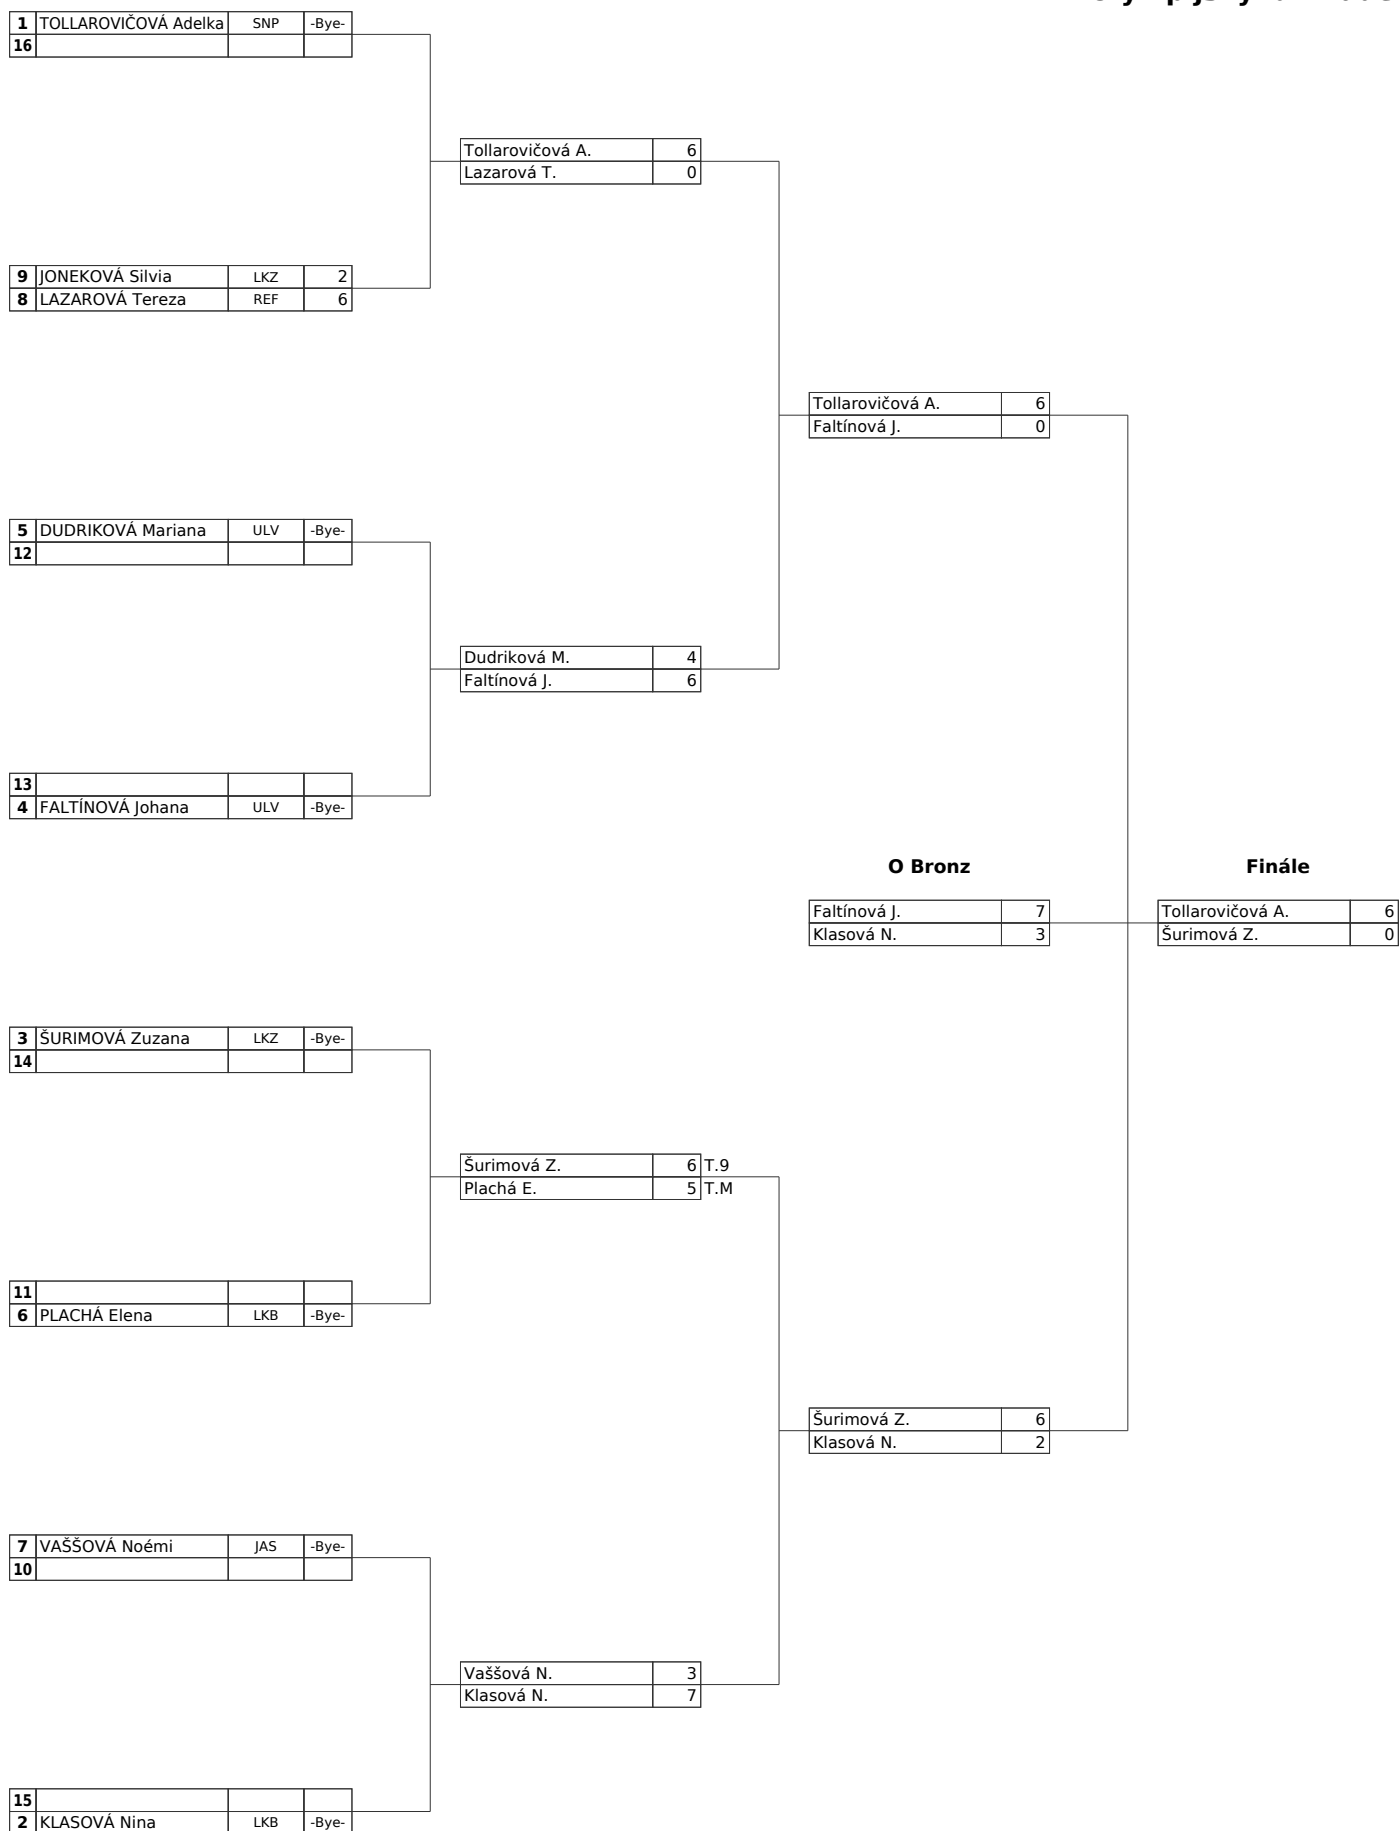 1 TOLLAROVIČOVÁ Adelka SNP -Bye-
16
Tollarovičová A. 6
Lazarová T. 0
9 JONEKOVÁ Silvia LKZ 2
8 LAZAROVÁ Tereza REF 6
Tollarovičová A. 6
Faltínová J. 0
5 DUDRIKOVÁ Mariana ULV -Bye-
12
Dudriková M. 4
Faltínová J. 6
13
4 FALTÍNOVÁ Johana ULV -Bye-
O Bronz Finále
Faltínová J. 7 Tollarovičová A. 6
Klasová N. 3 Šurimová Z. 0
3 ŠURIMOVÁ Zuzana LKZ -Bye-
14
Šurimová Z. 6 T.9
Plachá E. 5 T.M
11
6 PLACHÁ Elena LKB -Bye-
Šurimová Z. 6
Klasová N. 2
7 VAŠŠOVÁ Noémi JAS -Bye-
10
Vaššová N. 3
Klasová N. 7
15
2 KLASOVÁ Nina LKB -Bye-